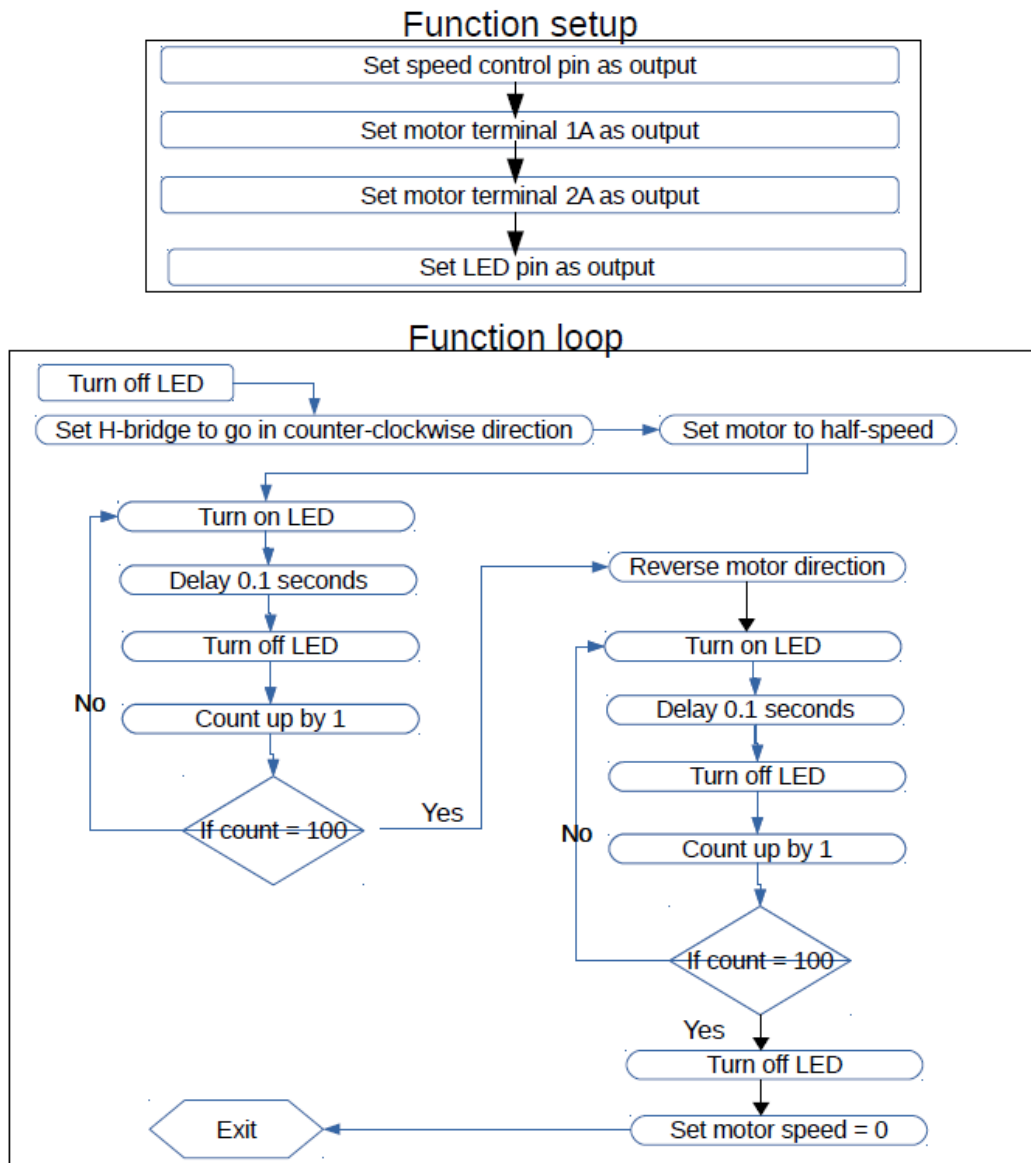 Function setup
Set speed control pin as output
Set motor terminal 1A as output
Set motor terminal 2A as output
Set LED pin as output
Function loop
Turn off LED
Set H-bridge to go in counter-clockwise direction
Set motor to half-speed
Turn on LED
Delay 0.1 seconds
Turn off LED
Count up by 1
If count = 100
No
Yes
Reverse motor direction
Turn on LED
Delay 0.1 seconds
Turn off LED
Count up by 1
If count = 100
No
Yes
Turn off LED
Set motor speed = 0
Exit